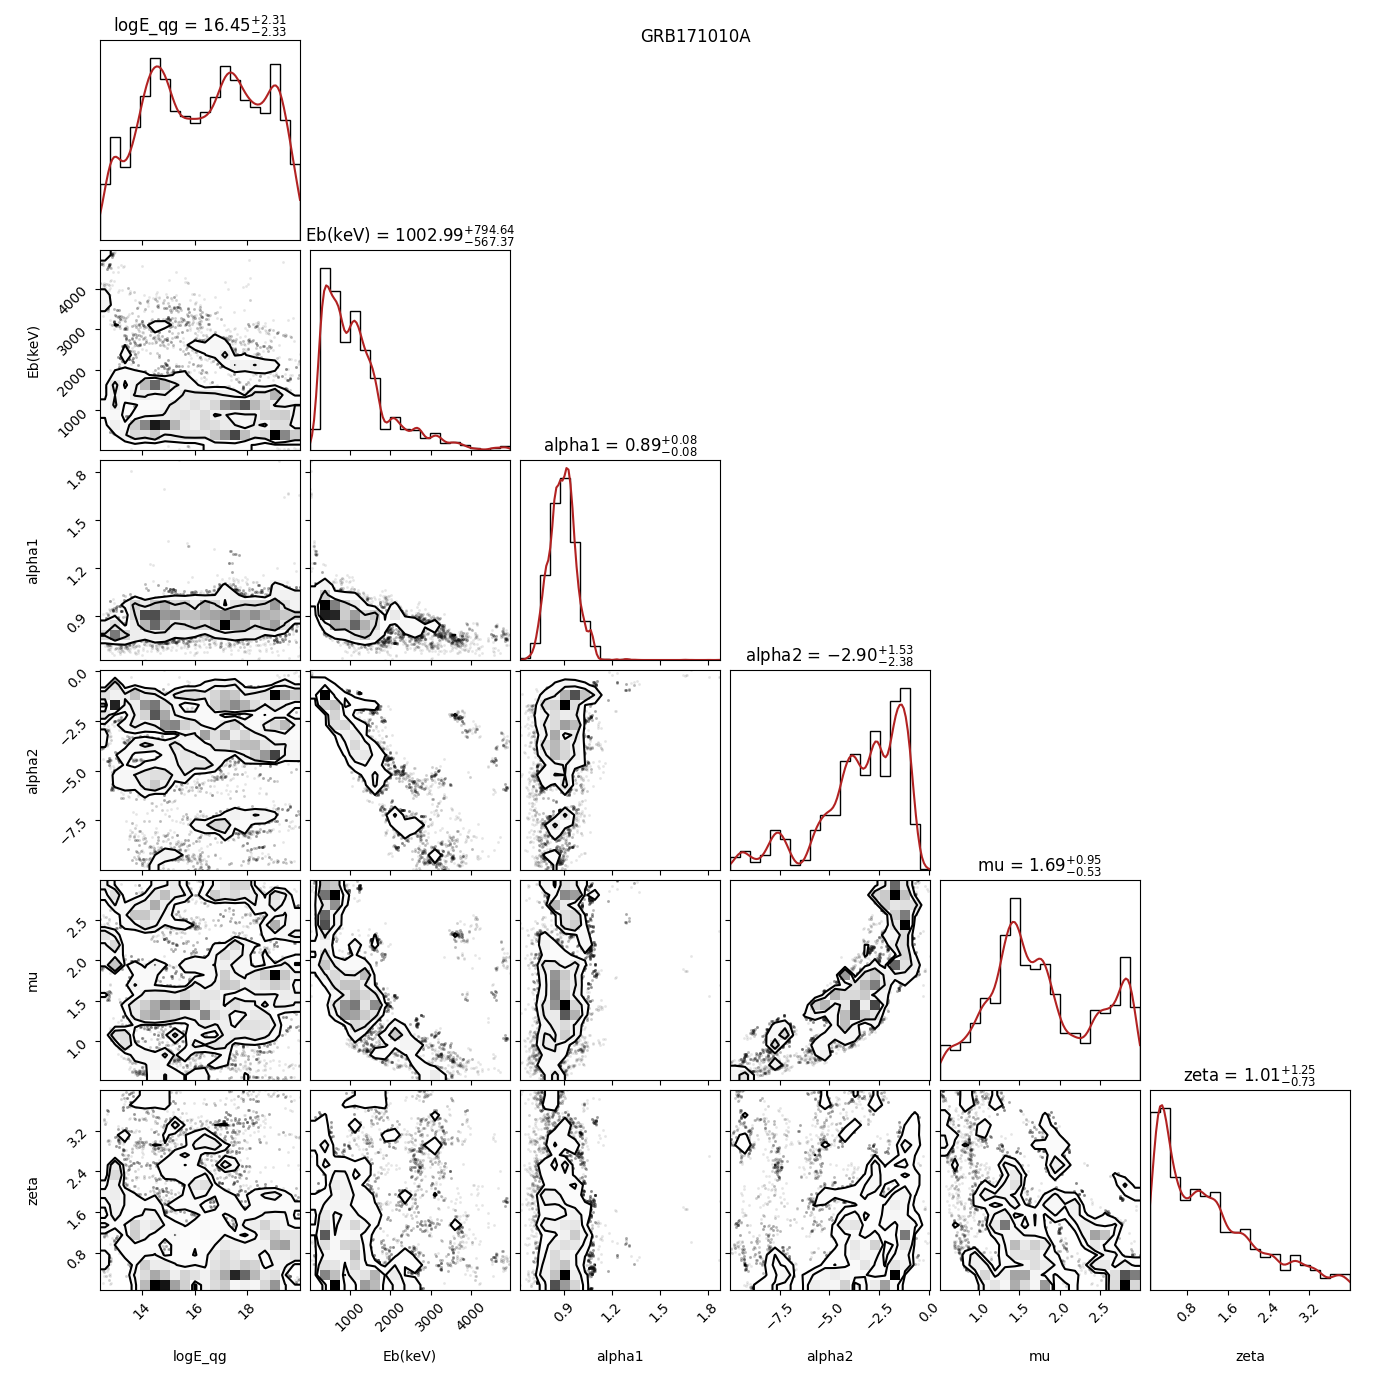 GRB171010A
logE_qg = 16.45+2.31−2.33
Eb(keV) = 1002.99+794.64−567.37
Eb(keV)
4000
3000
2000
1000
alpha1 = 0.89+0.08−0.08
alpha1
1.8
1.5
1.2
0.9
alpha2 = −2.90+1.53−2.38
alpha2
0.0
−2.5
−5.0
−7.5
mu = 1.69+0.95−0.53
mu
2.5
2.0
1.5
1.0
zeta = 1.01+1.25−0.73
zeta
3.2
2.4
1.6
0.8
14 16 18 1000 2000 3000 4000 0.9 1.2 1.5 1.8 −7.5 −5.0 −2.5 0.0 1.0 1.5 2.0 2.5 0.8 1.6 2.4 3.2
logE_qg Eb(keV) alpha1 alpha2 mu zeta